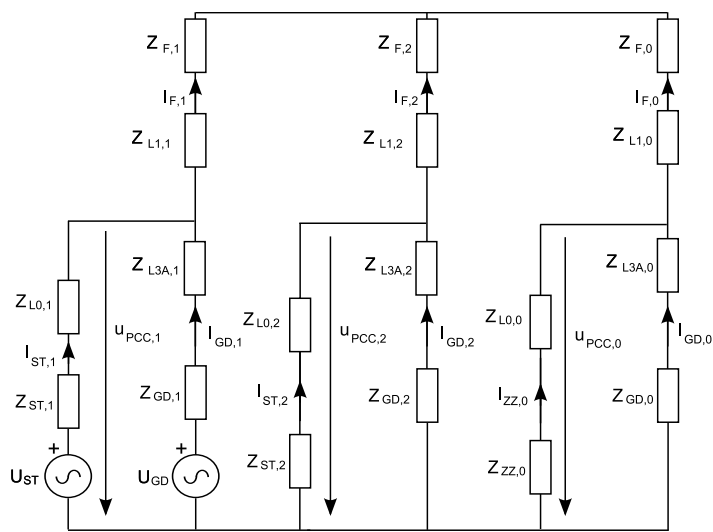 Z F,1
Z F,2
Z F,0
I F,1
I F,2
I F,0
Z L1,1
Z L1,2
Z L1,0
Z L3A,1
Z L3A,2
Z L3A,0
Z L0,1
Z L0,2
Z L0,0
u PCC,1
u PCC,2
u PCC,0
I GD,1
I GD,2
I GD,0
I ST,1
I ST,2
I ZZ,0
Z ST,1
Z GD,1
Z GD,2
Z GD,0
+
+
U ST
U GD
Z ST,2
Z ZZ,0